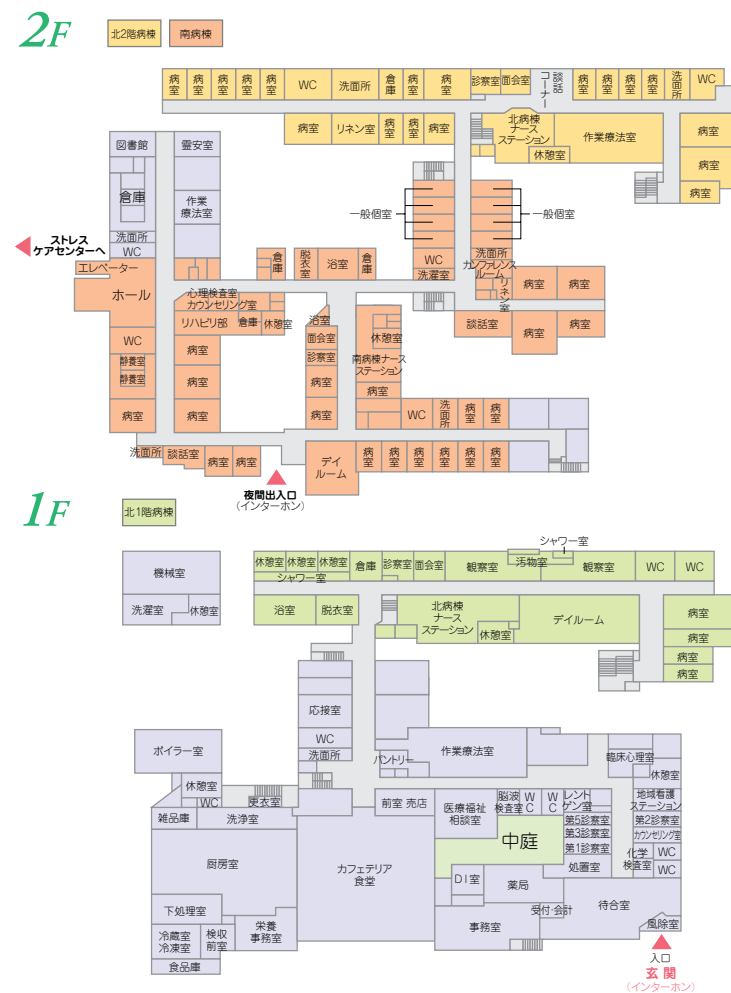 2F
北2階病棟
南病棟
病室
病室
病室
病室
病室
WC
洗面所
倉庫
病室
病室
診察室
面会室
談話コーナー
病室
病室
病室
病室
洗面所
WC
病室
リネン室
病室
病室
病室
北病棟
ナース
ステーション
休憩室
作業療法室
病室
病室
病室
図書館
霊安室
倉庫
作業
療法室
洗面所
WC
ストレス
ケアセンターへ
エレベーター
ホール
一般個室
一般個室
WC
洗濯室
洗面所
カンファレンス
ルーム
リネン室
病室
病室
談話室
病室
病室
倉庫
脱衣室
浴室
倉庫
心理検査室
カウンセリング室
リハビリ部
倉庫
休憩室
浴室
面会室
診察室
病室
病室
休憩室
南病棟ナース
ステーション
病室
WC
静養室
静養室
病室
病室
病室
病室
WC
洗面所
病室
病室
洗面所
談話室
病室
病室
デイ
ルーム
病室
病室
病室
病室
病室
病室
夜間出入口
(インターホン)
1F
北1階病棟
機械室
洗濯室
休憩室
シャワー室
休憩室
休憩室
休憩室
シャワー室
倉庫
診察室
面会室
観察室
汚物室
観察室
WC
WC
浴室
脱衣室
北病棟
ナース
ステーション
休憩室
デイルーム
病室
病室
病室
病室
応接室
WC
洗面所
パントリー
作業療法室
臨床心理室
休憩室
ボイラー室
休憩室
WC
更衣室
雑品庫
洗浄室
前室
売店
医療福祉
相談室
脳波
検査室
WC
WC
レント
ゲン室
地域看護
ステーション
第5診察室
第3診察室
第1診察室
第2診察室
カウンセリング室
化学
検査室
WC
WC
中庭
処置室
厨房室
カフェテリア
食堂
DI室
薬局
下処理室
冷蔵室
冷凍室
検収
前室
栄養
事務室
食品庫
事務室
受付・会計
待合室
風除室
入口
玄関
(インターホン)